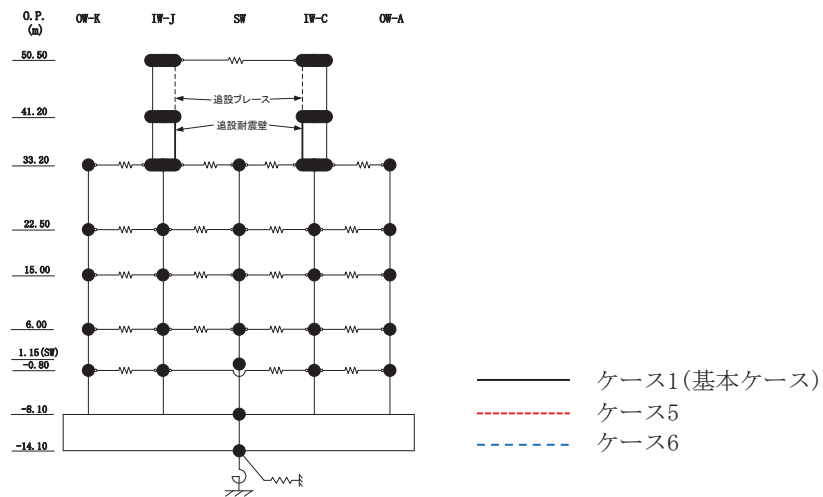 O.P.
(m)
OW-K IW-J SW IW-C OW-A
50.50
追設ブレース
41.20
追設耐震壁
33.20
22.50
15.00
6.00
1.15(SW)
-0.80
-8.10
-14.10
ケース1(基本ケース)
ケース5
ケース6